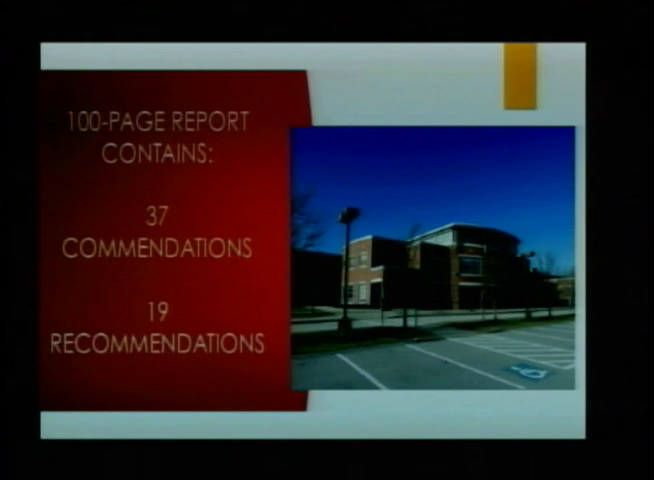 100-PAGE REPORT
CONTAINS:
37
COMMENDATIONS
19
RECOMMENDATIONS